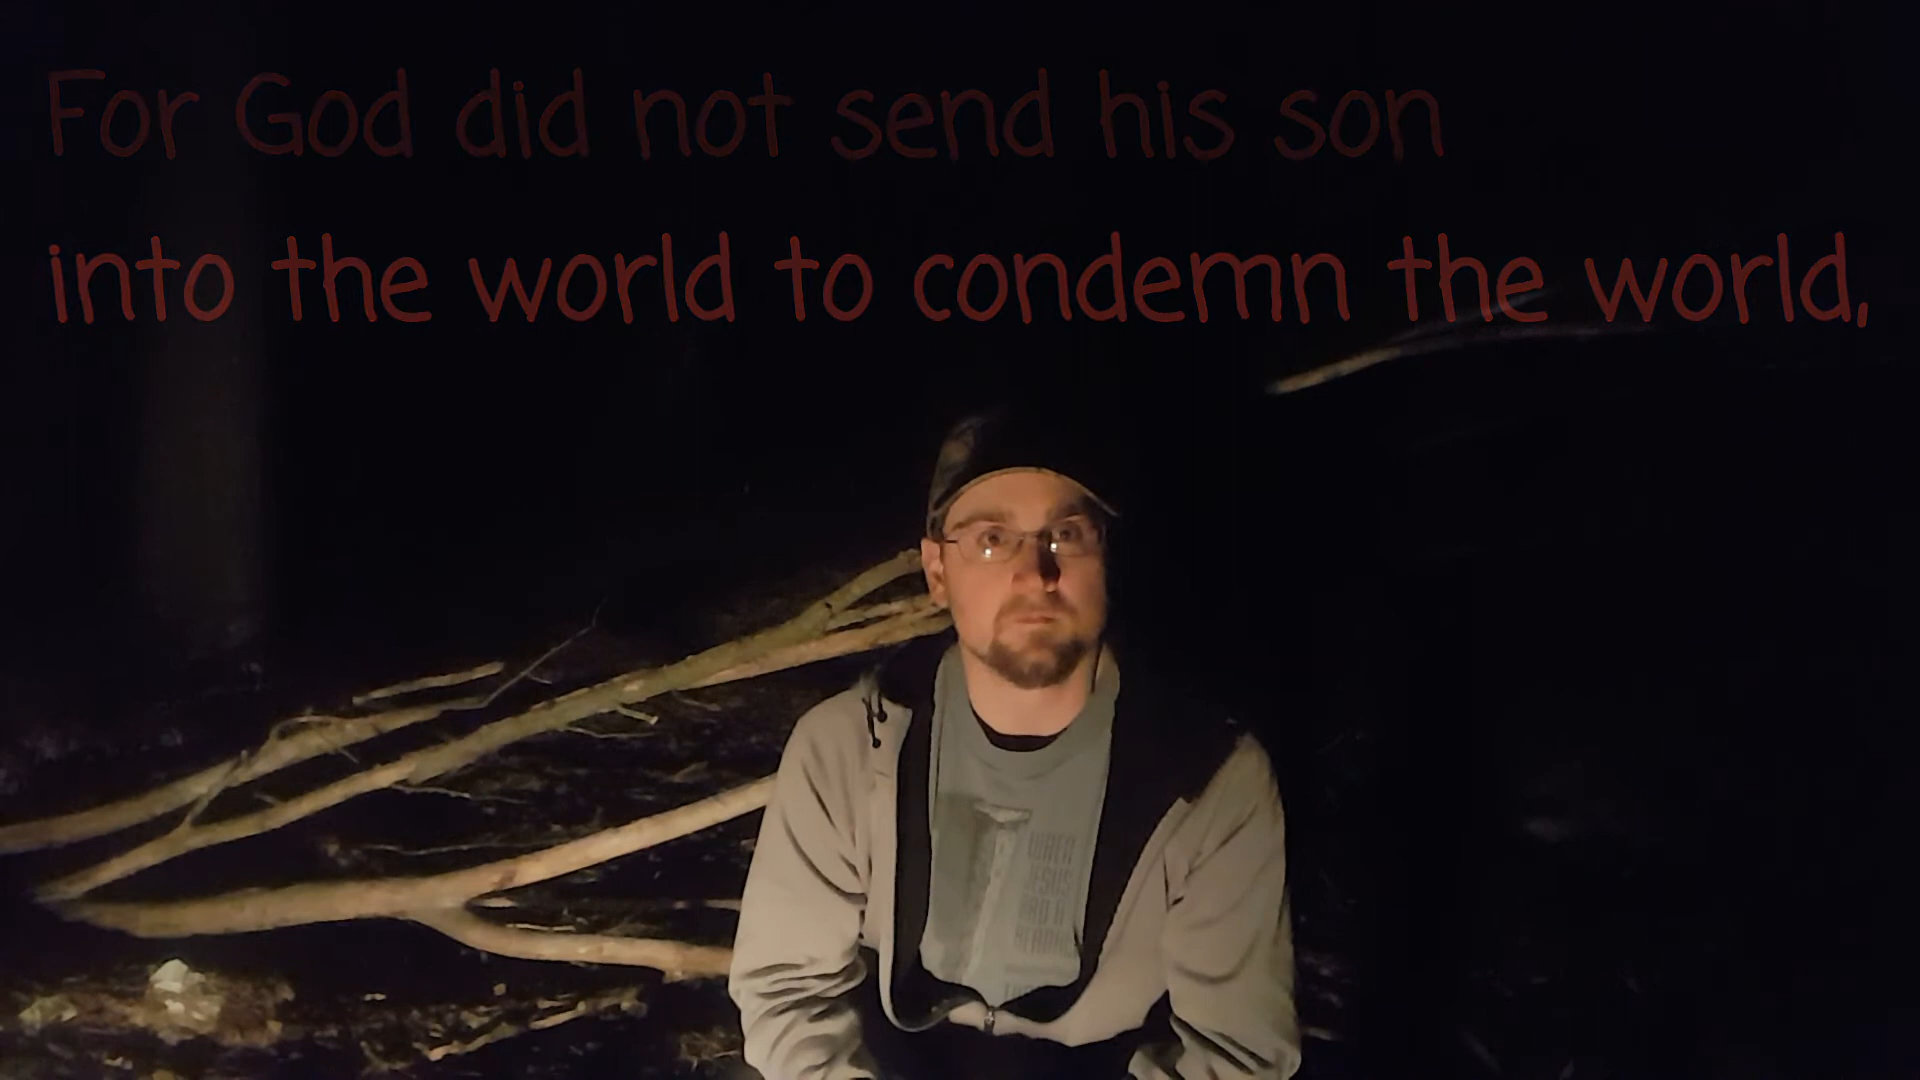 For God did not send his son
into the world to condemn the world,